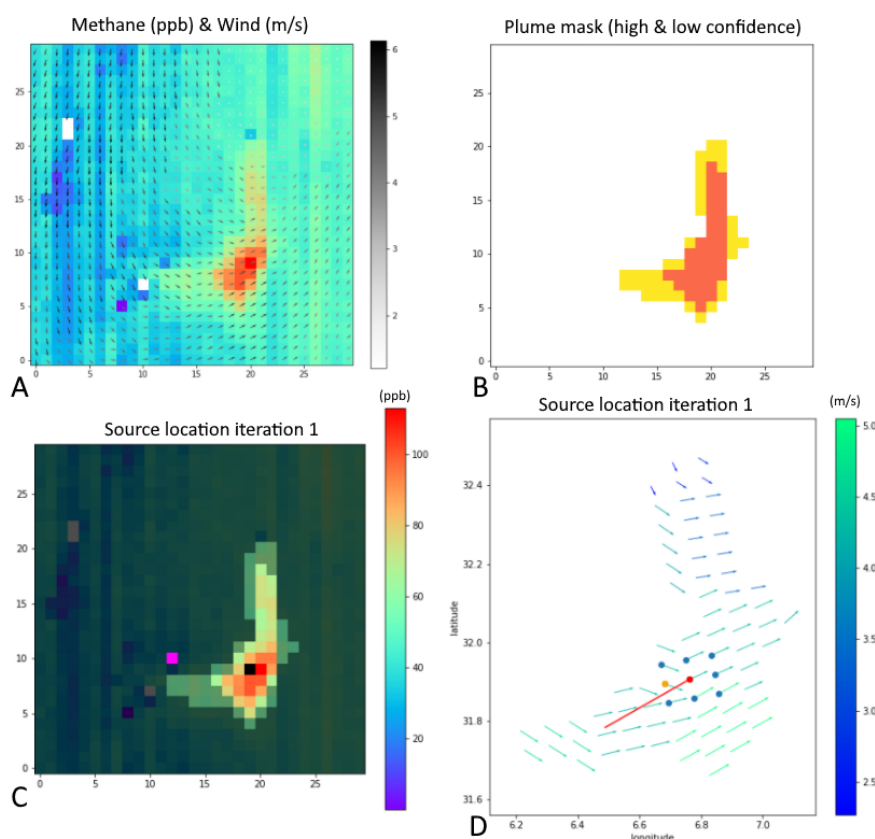 Methane (ppb) & Wind (m/s)
25
20
15
10
5
0
0 5 10 15 20 25
6
5
4
3
2
A
Plume mask (high & low confidence)
25
20
15
10
5
0
0 5 10 15 20 25
B
Source location iteration 1
(ppb)
25
20
15
10
5
0
0 5 10 15 20 25
100
80
60
40
20
C
Source location iteration 1
(m/s)
32.4
32.2
32.0
31.8
31.6
latitude
6.2 6.4 6.6 6.8 7.0
longitude
5.0
4.5
4.0
3.5
3.0
2.5
D